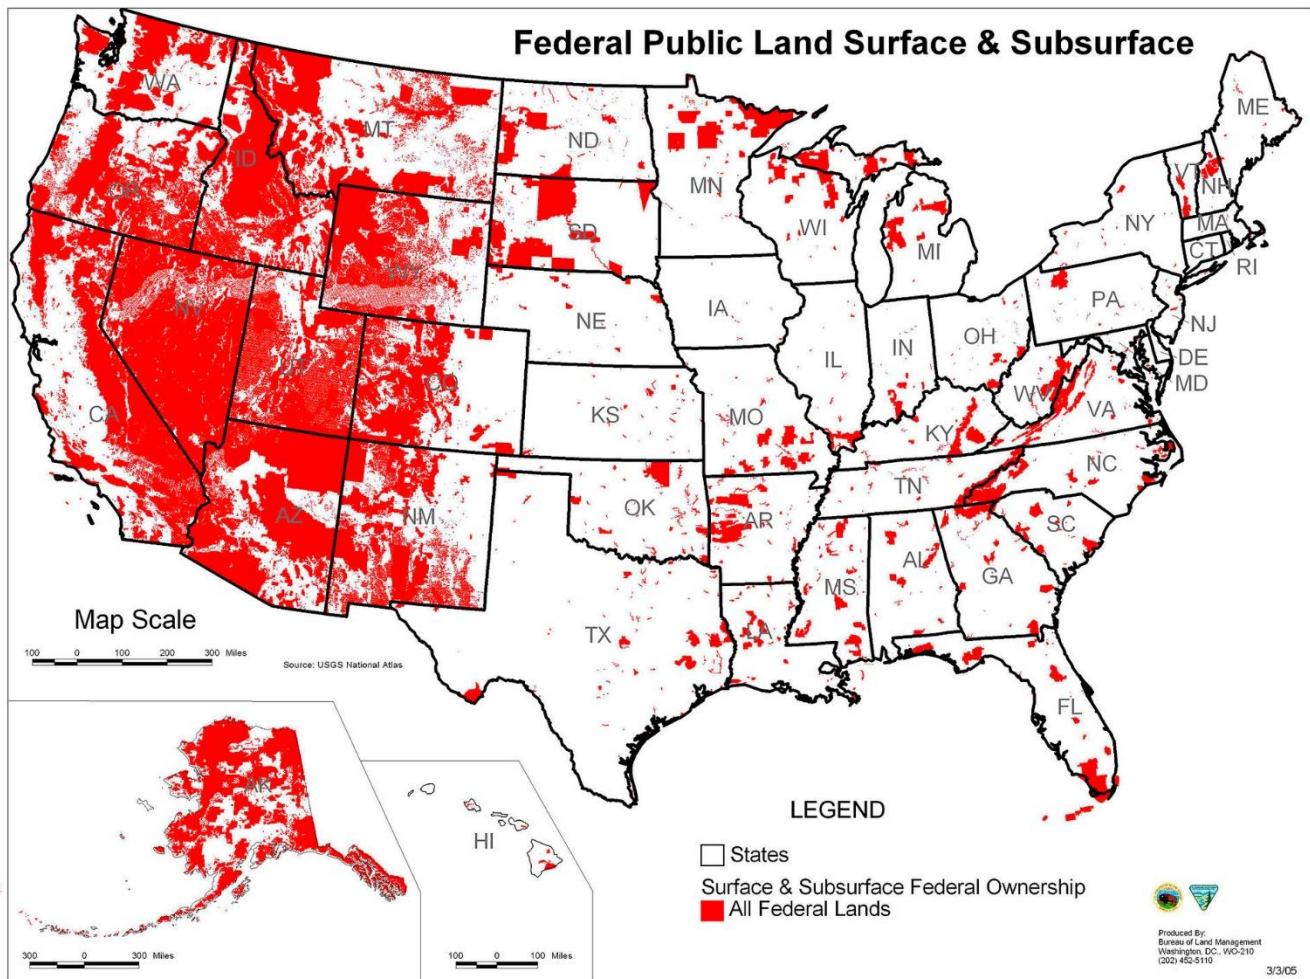 Federal Public Land Surface & Subsurface
WA
MT
ND
MN
ME
OR
ID
SD
WI
MI
VT
NH
NY
MA
CT
RI
WY
NV
UT
CO
CA
NE
IA
IL
IN
OH
PA
NJ
DE
MD
WV
VA
KS
MO
KY
NC
TN
AZ
NM
OK
AR
SC
MS
AL
GA
TX
LA
FL
Map Scale
100 0 100 200 300 Miles
Source: USGS National Atlas
AK
300 0 300 Miles
HI
100 0 100 Miles
LEGEND
States
Surface & Subsurface Federal Ownership
All Federal Lands
Produced By:
Bureau of Land Management
Washington, DC., WO-210
(202) 452-5110
3/3/05